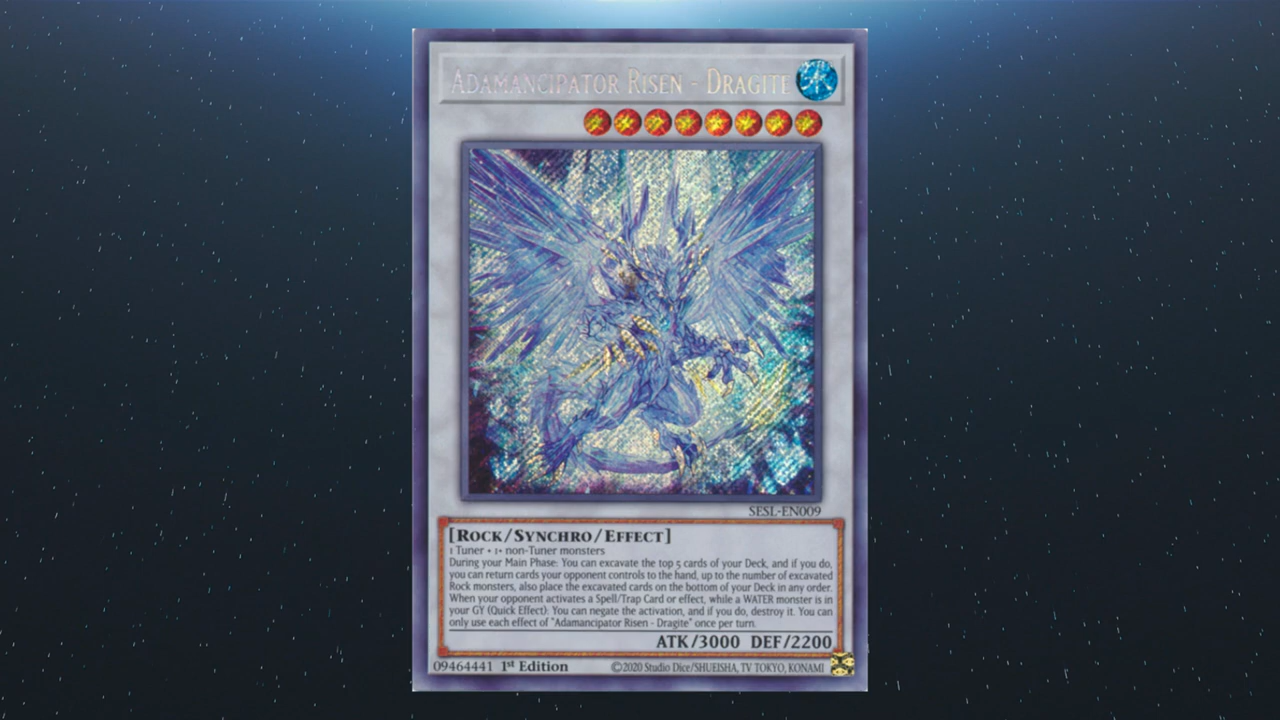 Adamancipator Risen - Dragite
SESL-EN009
[Rock/Synchro/Effect]
1 Tuner + 1+ non-Tuner monsters
During your Main Phase: You can excavate the top 5 cards of your Deck, and if you do,
you can return cards your opponent controls to the hand, up to the number of excavated
Rock monsters, also place the excavated cards on the bottom of your Deck in any order.
When your opponent activates a Spell/Trap Card or effect, while a WATER monster is in
your GY (Quick Effect): You can negate the activation, and if you do, destroy it. You can
only use each effect of "Adamancipator Risen - Dragite" once per turn.
ATK/3000 DEF/2200
09464441 1st Edition ©2020 Studio Dice/SHUEISHA, TV TOKYO, KONAMI